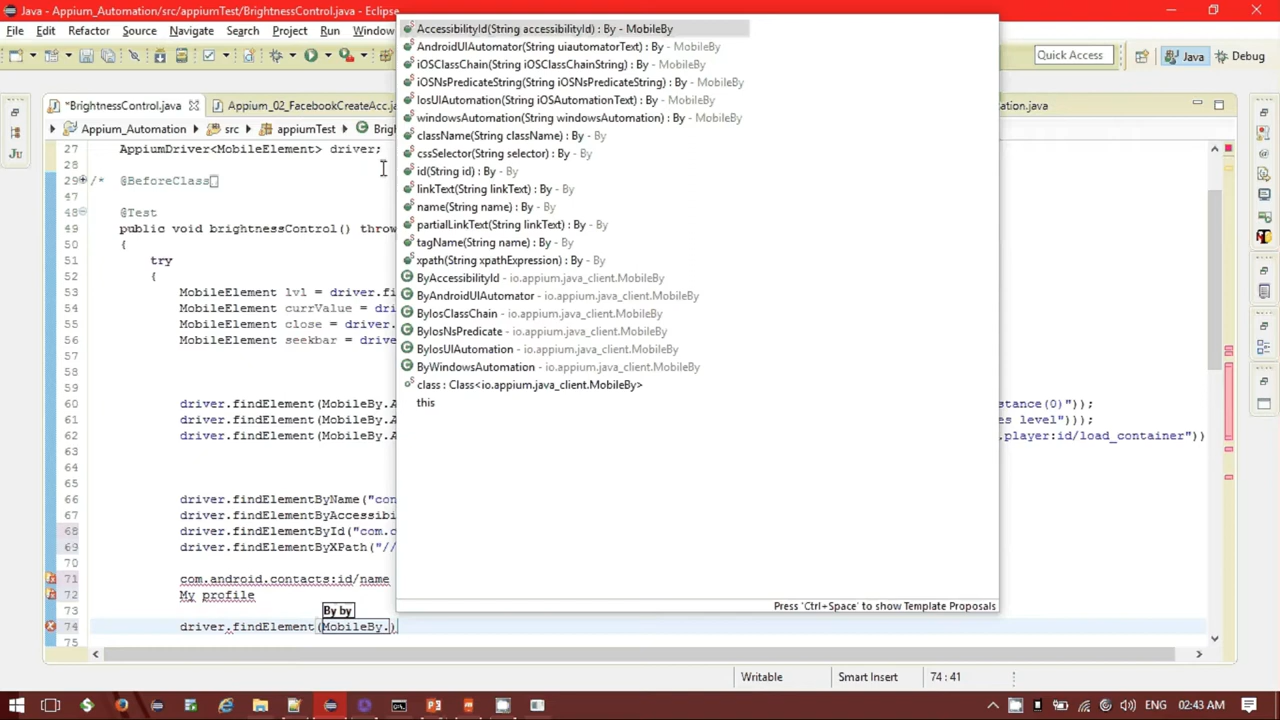 Java - Appium_Automation/src/appiumTest/BrightnessControl.java - Eclipse
File Edit Refactor Source Navigate Search Project Run Window
Quick Access
Java
Debug
*BrightnessControl.java
Appium_02_FacebookCreateAcc.ja
ation.java
Appium_Automation
src
appiumTest
Brigh
27 AppiumDriver<MobileElement> driver;
28
29 /* @BeforeClass
47
48 @Test
49 public void brightnessControl() throw
50 {
51 try
52 {
53 MobileElement lvl = driver.fi
54 MobileElement currValue = dri
55 MobileElement close = driver.
56 MobileElement seekbar = drive
57
58
59
60 driver.findElement(MobileBy.A stance(0)"));
61 driver.findElement(MobileBy.A s level")));
62 driver.findElement(MobileBy.A .player:id/load_container"))
63
64
65
66 driver.findElementByName("con
67 driver.findElementByAccessibi
68 driver.findElementById("com.c
69 driver.findElementByXPath("//
70
71 com.android.contacts:id/name
72 My profile
73
By by
74 driver.findElement(MobileBy.)
75
AccessibilityId(String accessibilityId) : By - MobileBy
AndroidUIAutomator(String uiautomatorText) : By - MobileBy
iOSClassChain(String iOSClassChainString) : By - MobileBy
iOSNsPredicateString(String iOSNsPredicateString) : By - MobileBy
IosUIAutomation(String iOSAutomationText) : By - MobileBy
windowsAutomation(String windowsAutomation) : By - MobileBy
className(String className) : By - By
cssSelector(String selector) : By - By
id(String id) : By - By
linkText(String linkText) : By - By
name(String name) : By - By
partialLinkText(String linkText) : By - By
tagName(String name) : By - By
xpath(String xpathExpression) : By - By
ByAccessibilityId - io.appium.java_client.MobileBy
ByAndroidUIAutomator - io.appium.java_client.MobileBy
ByIosClassChain - io.appium.java_client.MobileBy
ByIosNsPredicate - io.appium.java_client.MobileBy
ByIosUIAutomation - io.appium.java_client.MobileBy
ByWindowsAutomation - io.appium.java_client.MobileBy
class : Class<io.appium.java_client.MobileBy>
this
Press 'Ctrl+Space' to show Template Proposals
Writable
Smart Insert
74 : 41
ENG
02:43 AM